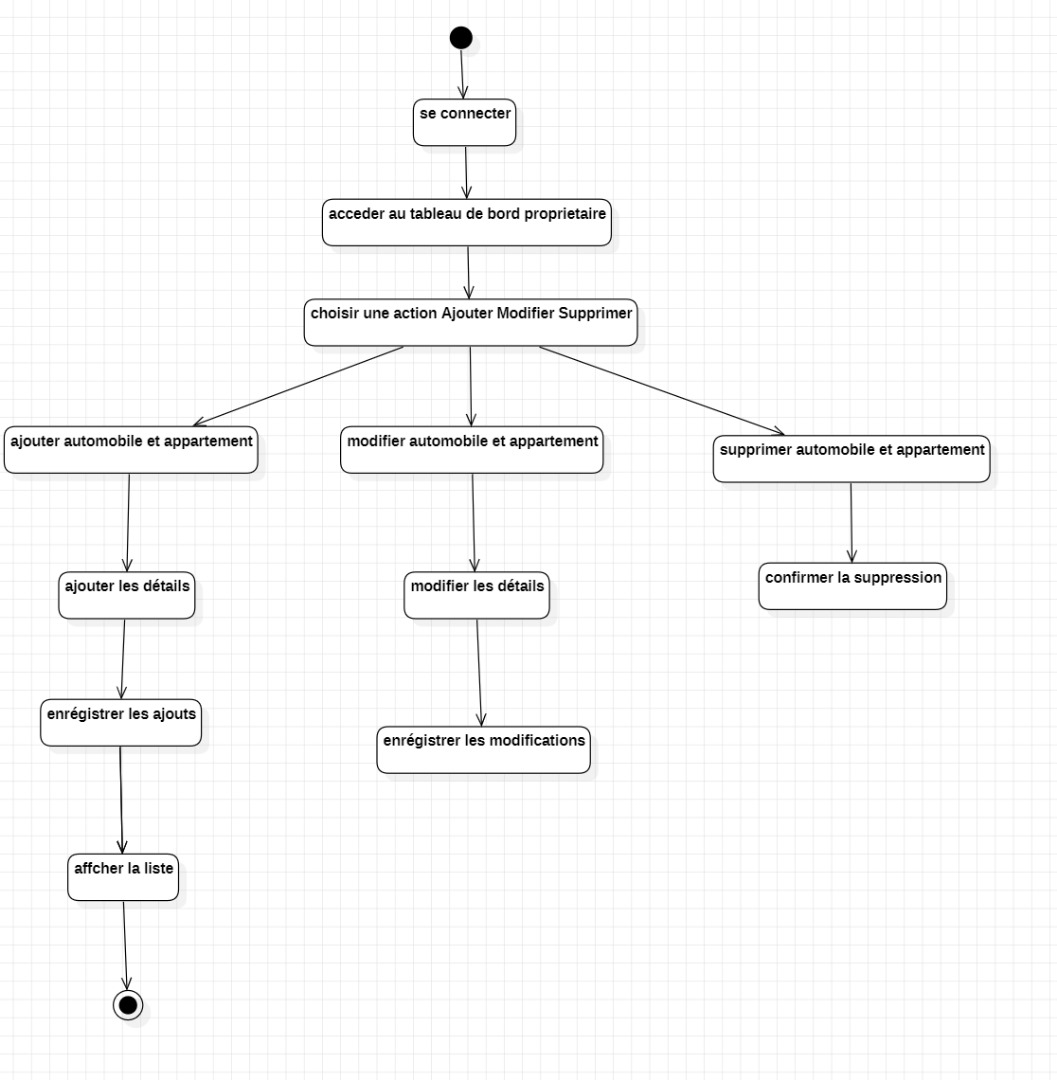 se connecter
acceder au tableau de bord proprietaire
choisir une action Ajouter Modifier Supprimer
ajouter automobile et appartement
modifier automobile et appartement
supprimer automobile et appartement
ajouter les détails
modifier les détails
confirmer la suppression
enrégistrer les ajouts
enrégistrer les modifications
affcher la liste